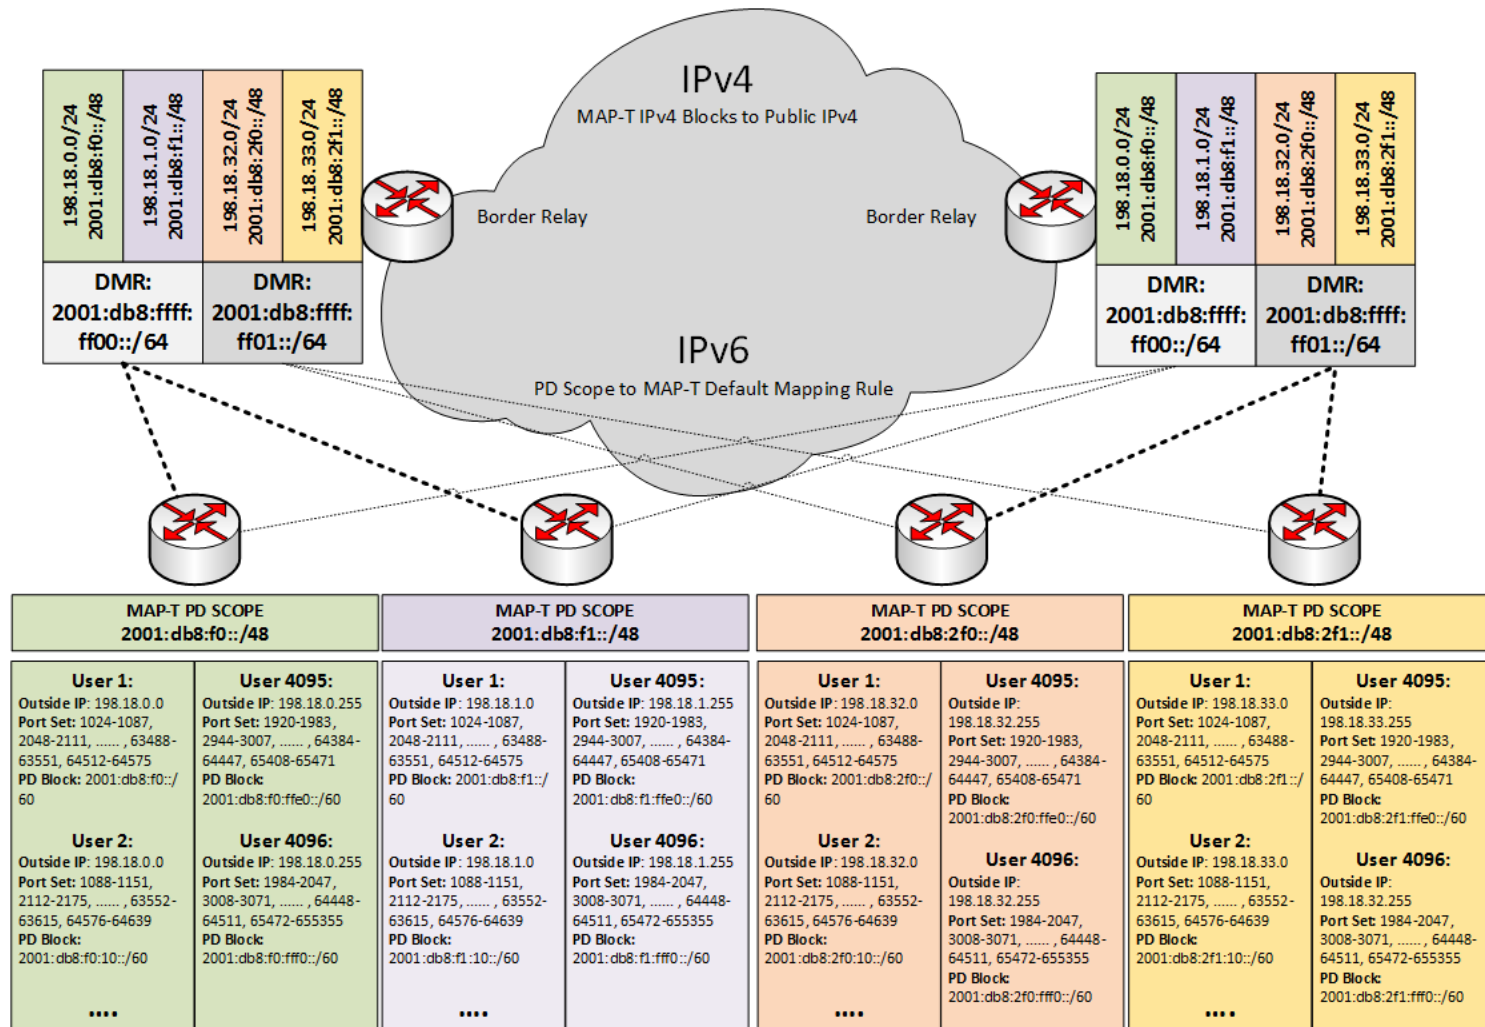 IPv4
MAP-T IPv4 Blocks to Public IPv4
198.18.0.0/24
2001:db8:f0::/48
198.18.1.0/24
2001:db8:f1::/48
198.18.32.0/24
2001:db8:2f0::/48
198.18.33.0/24
2001:db8:2f1::/48
DMR:
2001:db8:ffff:
ff00::/64
DMR:
2001:db8:ffff:
ff01::/64
Border Relay
Border Relay
198.18.0.0/24
2001:db8:f0::/48
198.18.1.0/24
2001:db8:f1::/48
198.18.32.0/24
2001:db8:2f0::/48
198.18.33.0/24
2001:db8:2f1::/48
DMR:
2001:db8:ffff:
ff00::/64
DMR:
2001:db8:ffff:
ff01::/64
IPv6
PD Scope to MAP-T Default Mapping Rule
MAP-T PD SCOPE
2001:db8:f0::/48
MAP-T PD SCOPE
2001:db8:f1::/48
MAP-T PD SCOPE
2001:db8:2f0::/48
MAP-T PD SCOPE
2001:db8:2f1::/48
User 1:
Outside IP: 198.18.0.0
Port Set: 1024-1087,
2048-2111, ...... , 63488-
63551, 64512-64575
PD Block: 2001:db8:f0::/
60
User 2:
Outside IP: 198.18.0.0
Port Set: 1088-1151,
2112-2175, ...... , 63552-
63615, 64576-64639
PD Block:
2001:db8:f0:10::/60
....
User 4095:
Outside IP: 198.18.0.255
Port Set: 1920-1983,
2944-3007, ...... , 64384-
64447, 65408-65471
PD Block:
2001:db8:f0:ffe0::/60
User 4096:
Outside IP: 198.18.0.255
Port Set: 1984-2047,
3008-3071, ...... , 64448-
64511, 65472-655355
PD Block:
2001:db8:f0:fff0::/60
User 1:
Outside IP: 198.18.1.0
Port Set: 1024-1087,
2048-2111, ...... , 63488-
63551, 64512-64575
PD Block: 2001:db8:f1::/
60
User 2:
Outside IP: 198.18.1.0
Port Set: 1088-1151,
2112-2175, ...... , 63552-
63615, 64576-64639
PD Block:
2001:db8:f1:10::/60
....
User 4095:
Outside IP: 198.18.1.255
Port Set: 1920-1983,
2944-3007, ...... , 64384-
64447, 65408-65471
PD Block:
2001:db8:f1:ffe0::/60
User 4096:
Outside IP: 198.18.1.255
Port Set: 1984-2047,
3008-3071, ...... , 64448-
64511, 65472-655355
PD Block:
2001:db8:f1:fff0::/60
User 1:
Outside IP: 198.18.32.0
Port Set: 1024-1087,
2048-2111, ...... , 63488-
63551, 64512-64575
PD Block: 2001:db8:2f0::/
60
User 2:
Outside IP: 198.18.32.0
Port Set: 1088-1151,
2112-2175, ...... , 63552-
63615, 64576-64639
PD Block:
2001:db8:2f0:10::/60
....
User 4095:
Outside IP:
198.18.32.255
Port Set: 1920-1983,
2944-3007, ...... , 64384-
64447, 65408-65471
PD Block:
2001:db8:2f0:ffe0::/60
User 4096:
Outside IP:
198.18.32.255
Port Set: 1984-2047,
3008-3071, ...... , 64448-
64511, 65472-655355
PD Block:
2001:db8:2f0:fff0::/60
User 1:
Outside IP: 198.18.33.0
Port Set: 1024-1087,
2048-2111, ...... , 63488-
63551, 64512-64575
PD Block: 2001:db8:2f1::/
60
User 2:
Outside IP: 198.18.33.0
Port Set: 1088-1151,
2112-2175, ...... , 63552-
63615, 64576-64639
PD Block:
2001:db8:2f1:10::/60
....
User 4095:
Outside IP:
198.18.33.255
Port Set: 1920-1983,
2944-3007, ...... , 64384-
64447, 65408-65471
PD Block:
2001:db8:2f1:ffe0::/60
User 4096:
Outside IP:
198.18.33.255
Port Set: 1984-2047,
3008-3071, ...... , 64448-
64511, 65472-655355
PD Block:
2001:db8:2f1:fff0::/60